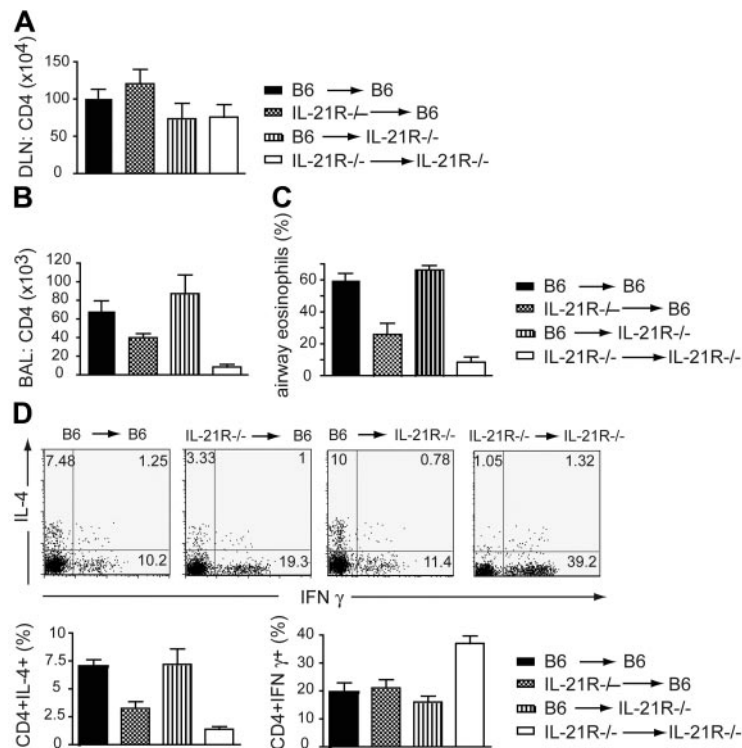 A
DLN: CD4 (x10⁴)
150
100
50
0
B6 → B6
IL-21R-/- → B6
B6 → IL-21R-/-
IL-21R-/- → IL-21R-/-
B
BAL: CD4 (x10³)
120
100
80
60
40
20
0
C
airway eosinophils (%)
60
40
20
0
B6 → B6
IL-21R-/- → B6
B6 → IL-21R-/-
IL-21R-/- → IL-21R-/-
D
B6 → B6
IL-21R-/- → B6
B6 → IL-21R-/-
IL-21R-/- → IL-21R-/-
IL-4
7.48 1.25
10.2
3.33 1
19.3
10 0.78
11.4
1.05 1.32
39.2
IFN γ
CD4+IL-4+ (%)
10
7.5
5
2.5
0
CD4+IFN γ+ (%)
40
30
20
10
0
B6 → B6
IL-21R-/- → B6
B6 → IL-21R-/-
IL-21R-/- → IL-21R-/-